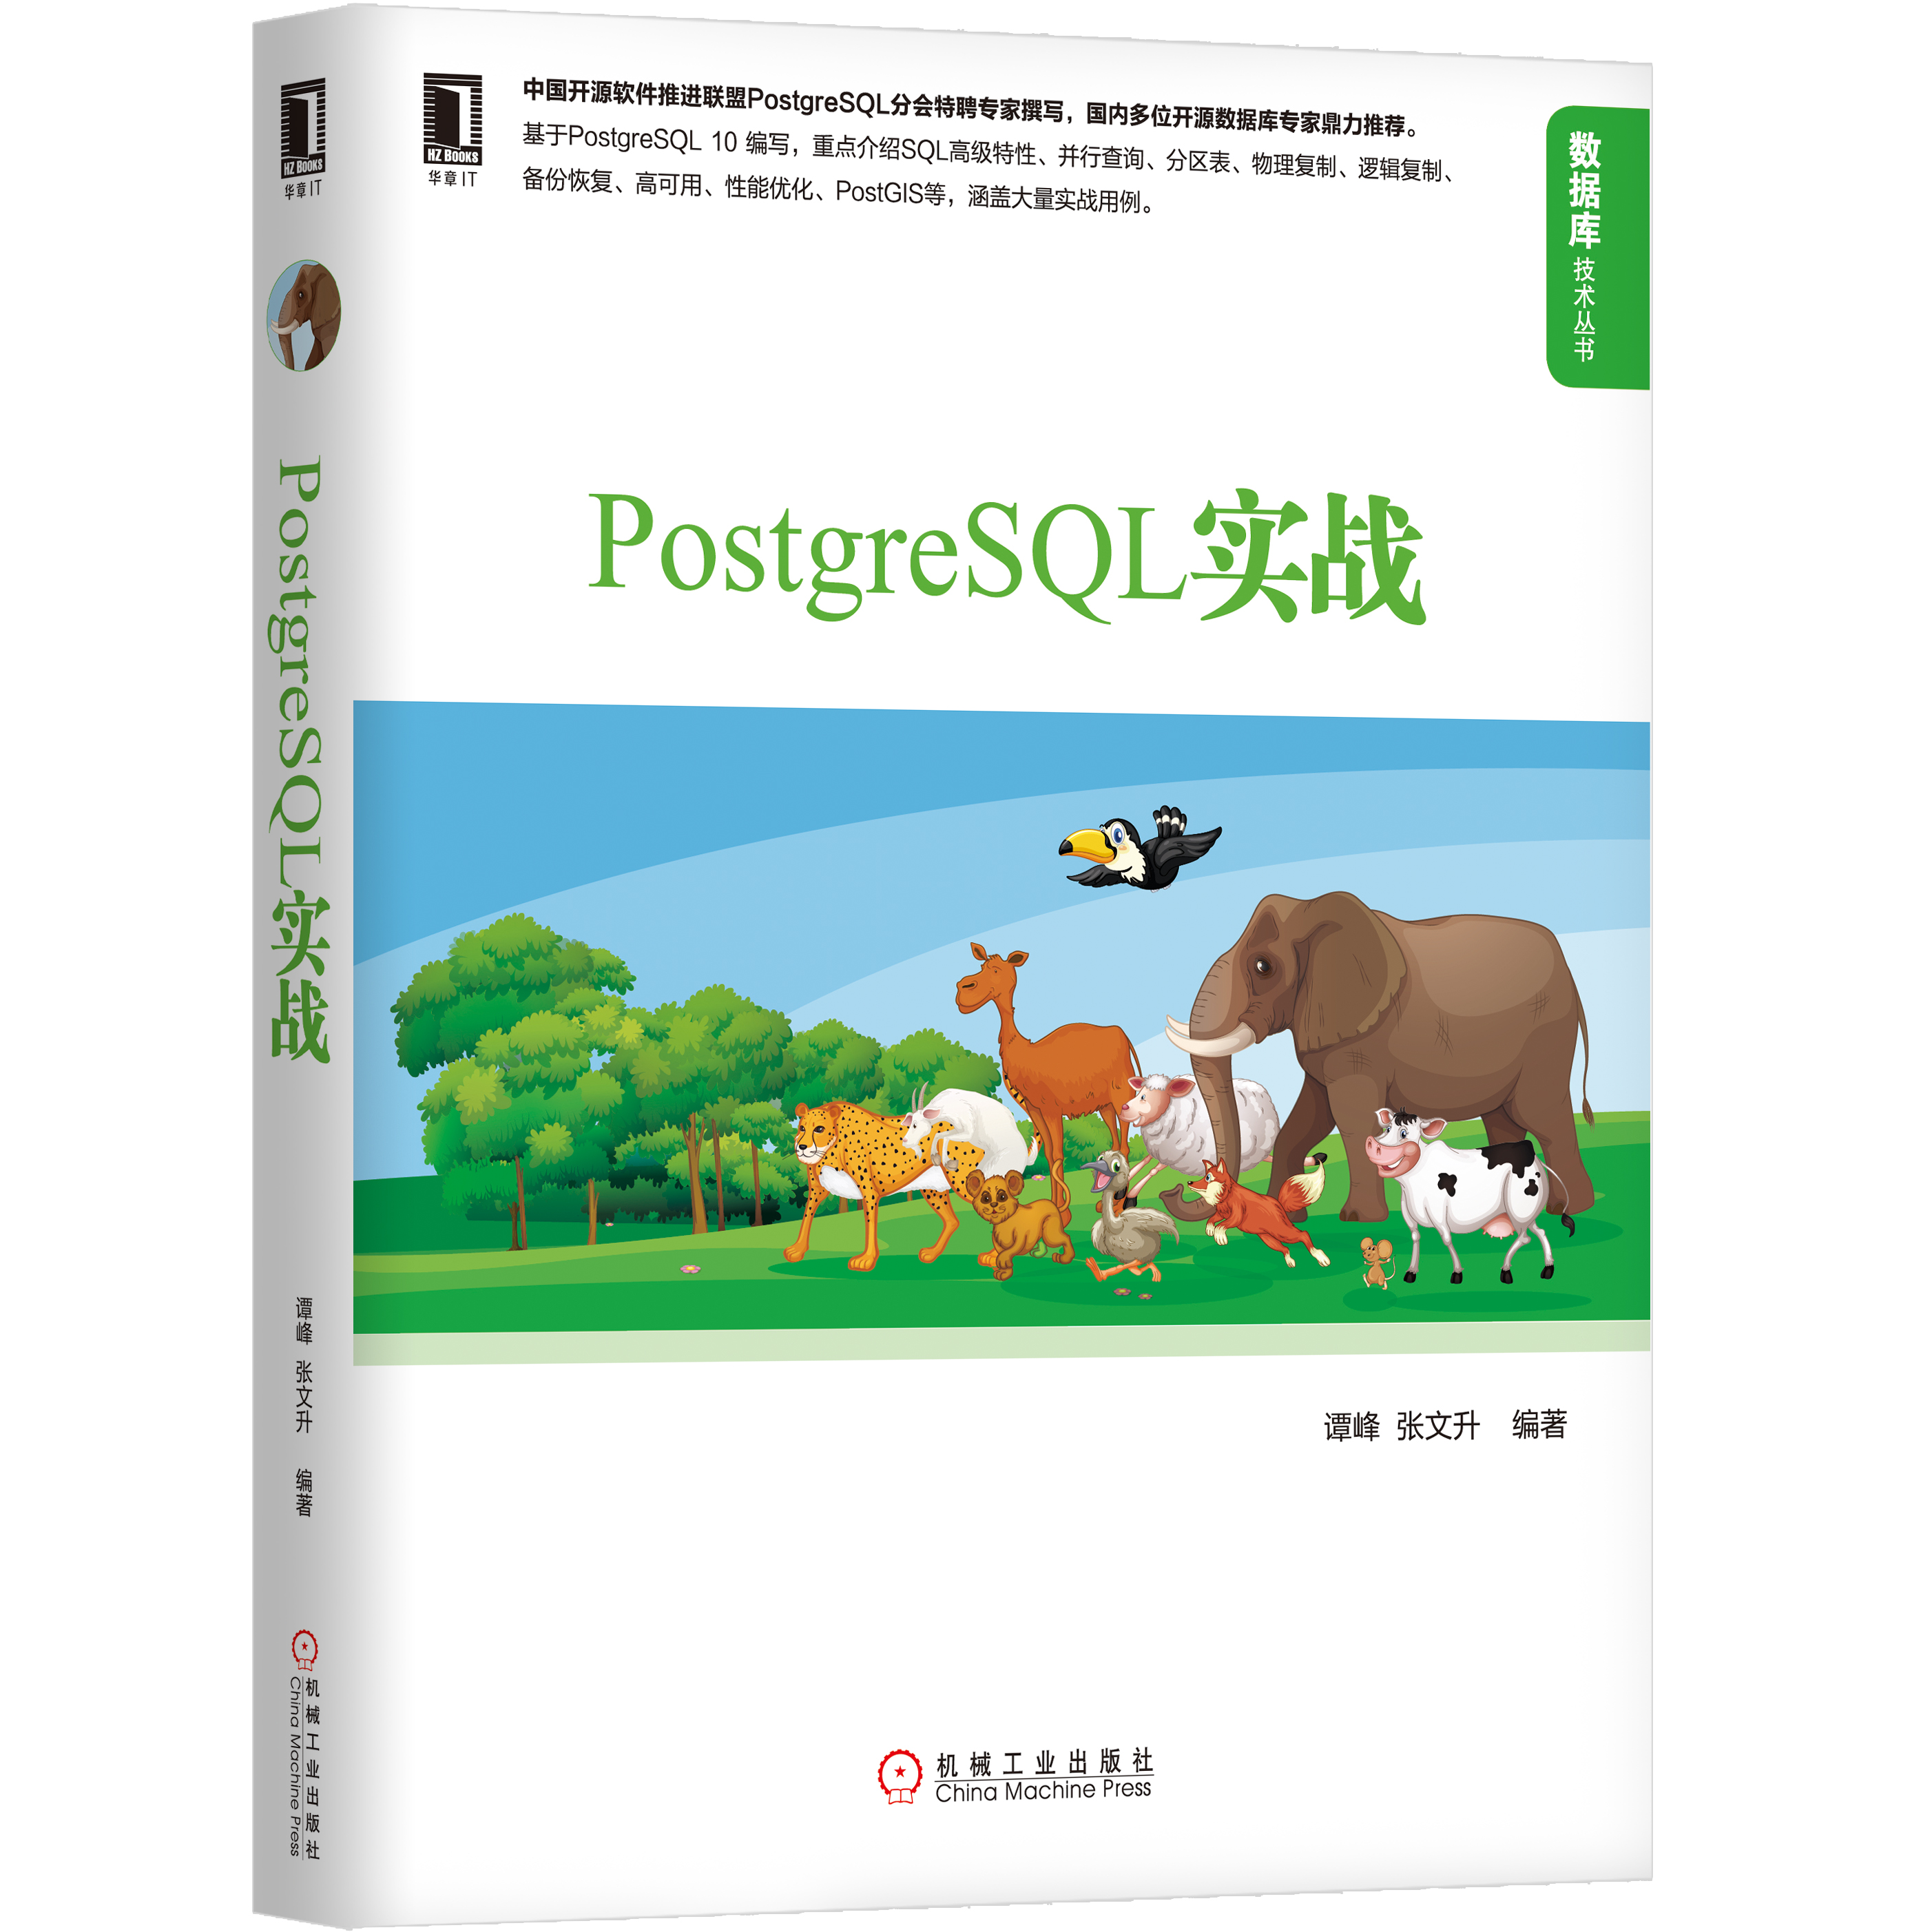 HZ BOOKS
华章IT
PostgreSQL实战
谭峰 张文升 编著
机械工业出版社
China Machine Press
HZ BOOKS
华章IT
中国开源软件推进联盟PostgreSQL分会特聘专家撰写，国内多位开源数据库专家鼎力推荐。
基于PostgreSQL 10 编写，重点介绍SQL高级特性、并行查询、分区表、物理复制、逻辑复制、
备份恢复、高可用、性能优化、PostGIS等，涵盖大量实战用例。
数据库技术丛书
PostgreSQL实战
谭峰 张文升 编著
机械工业出版社
China Machine Press